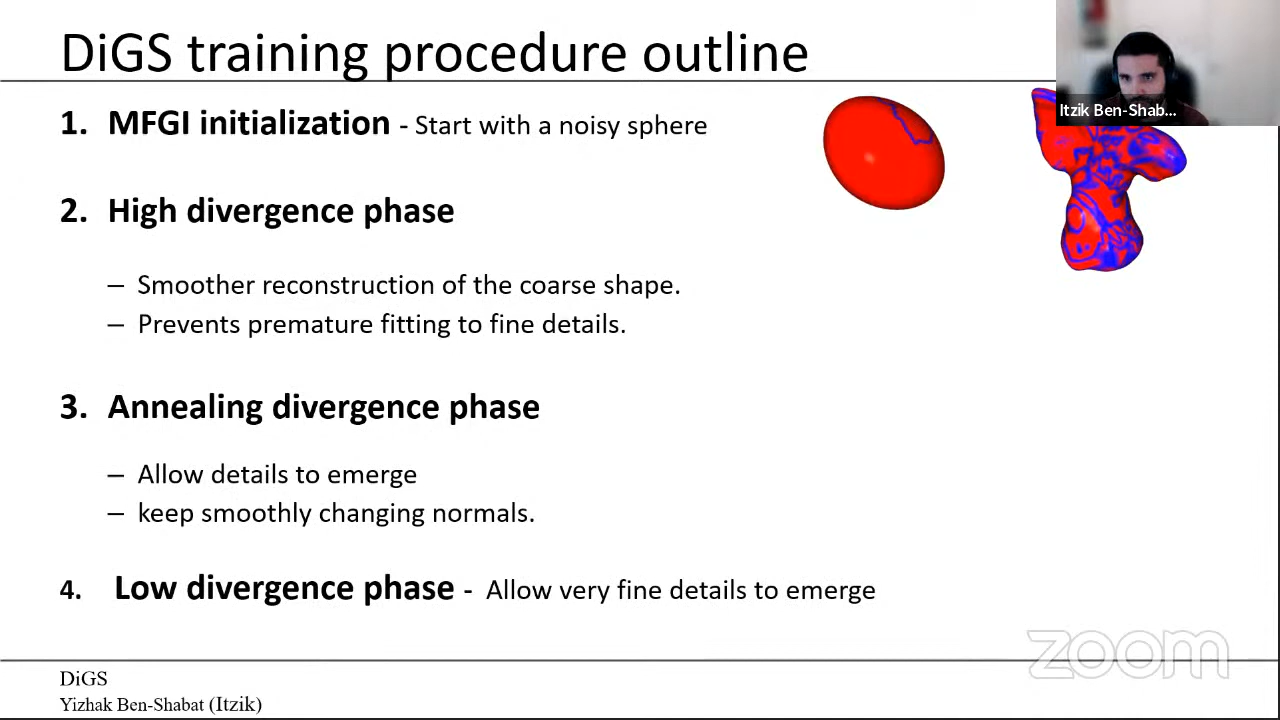 DiGS training procedure outline
Itzik Ben-Shab...
1. MFGI initialization - Start with a noisy sphere
2. High divergence phase
– Smoother reconstruction of the coarse shape.
– Prevents premature fitting to fine details.
3. Annealing divergence phase
– Allow details to emerge
– keep smoothly changing normals.
4. Low divergence phase - Allow very fine details to emerge
zoom
DiGS
Yizhak Ben-Shabat (Itzik)